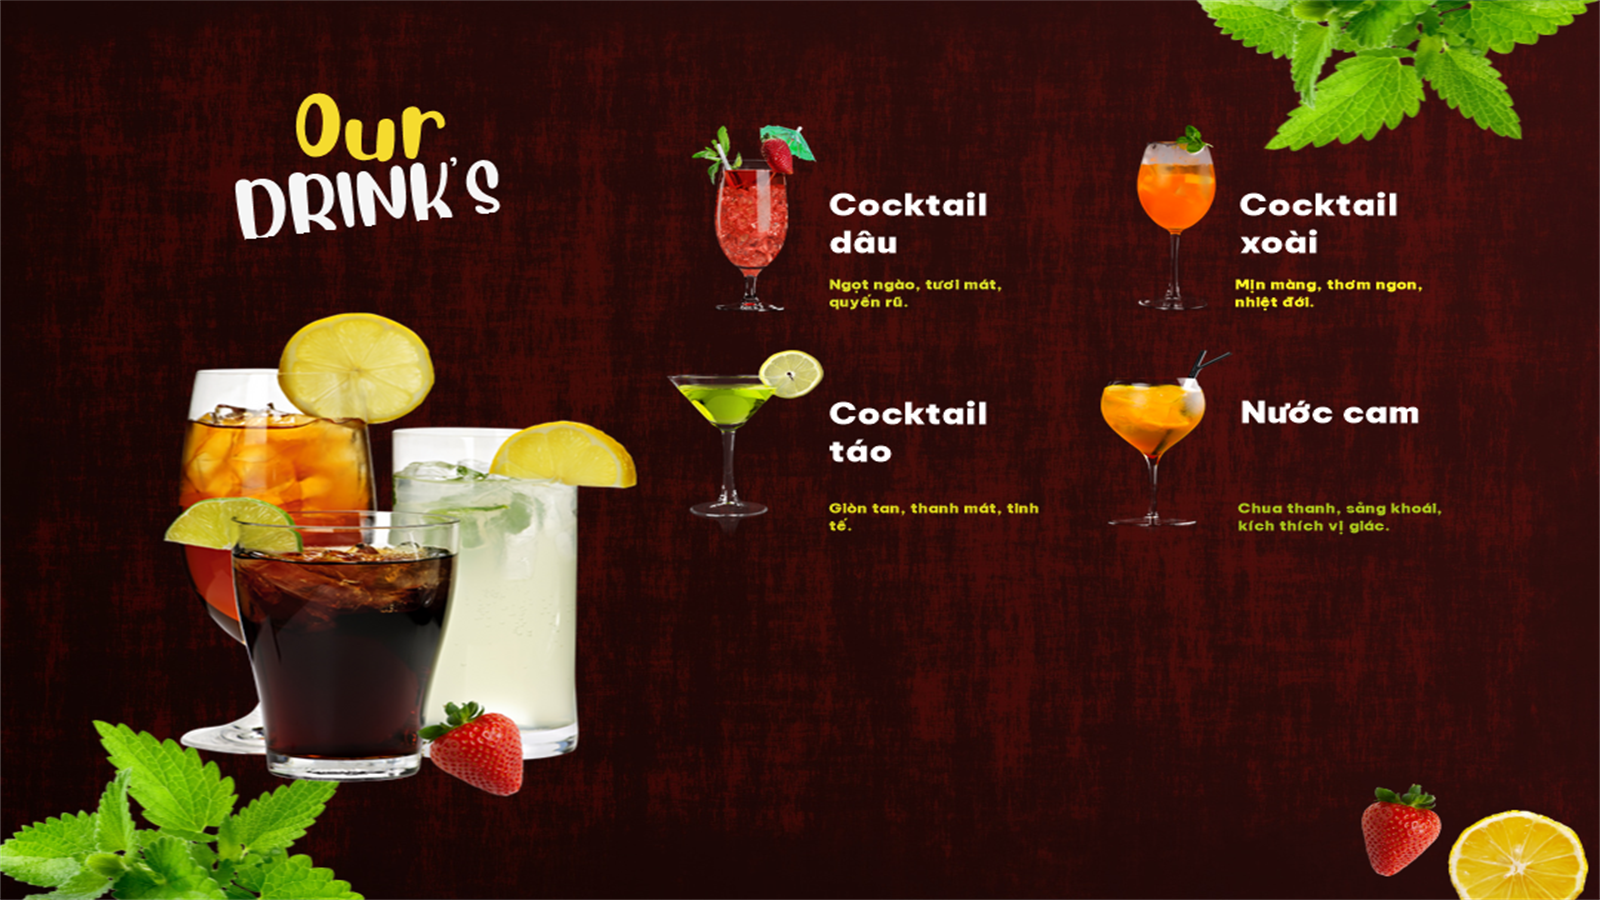 Our
DRINK'S
Cocktail
dâu
Ngọt ngào, tươi mát,
quyến rũ.
Cocktail
xoài
Mịn màng, thơm ngon,
nhiệt đới.
Cocktail
táo
Giòn tan, thanh mát, tinh
tế.
Nước cam
Chua thanh, sảng khoái,
kích thích vị giác.